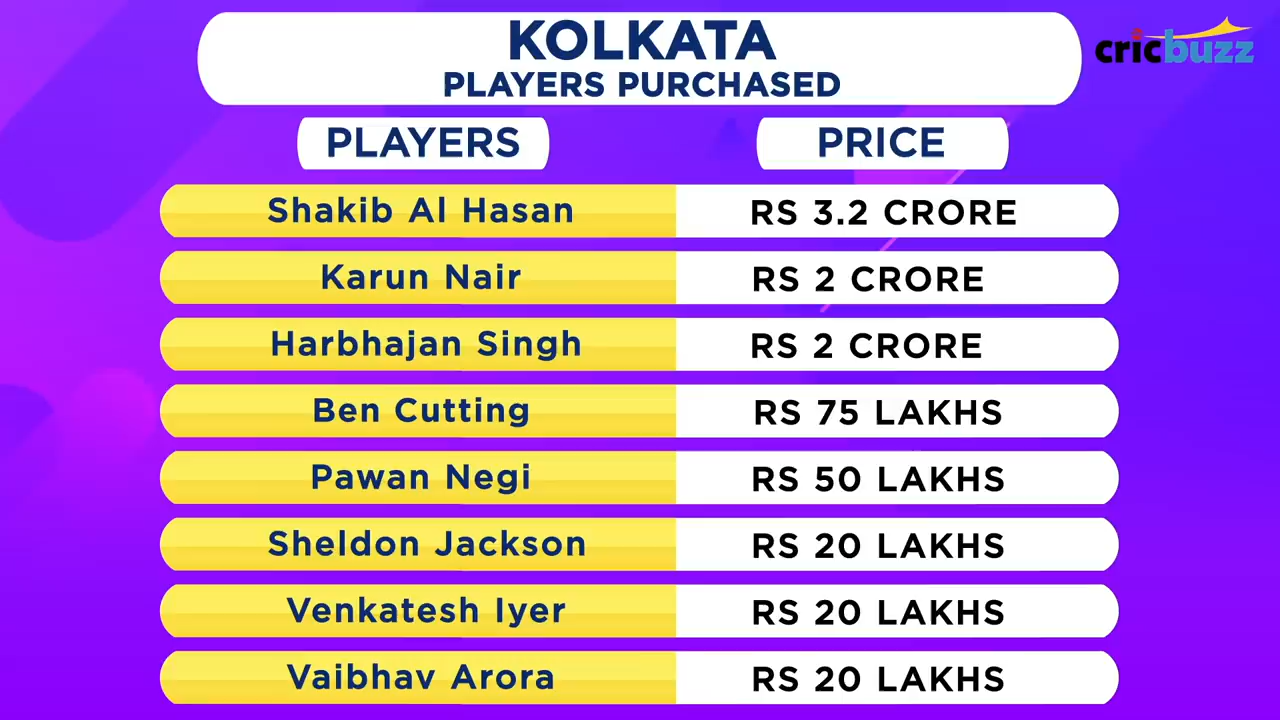 KOLKATA
PLAYERS PURCHASED
cricbuzz
PLAYERS PRICE
Shakib Al Hasan RS 3.2 CRORE
Karun Nair RS 2 CRORE
Harbhajan Singh RS 2 CRORE
Ben Cutting RS 75 LAKHS
Pawan Negi RS 50 LAKHS
Sheldon Jackson RS 20 LAKHS
Venkatesh Iyer RS 20 LAKHS
Vaibhav Arora RS 20 LAKHS